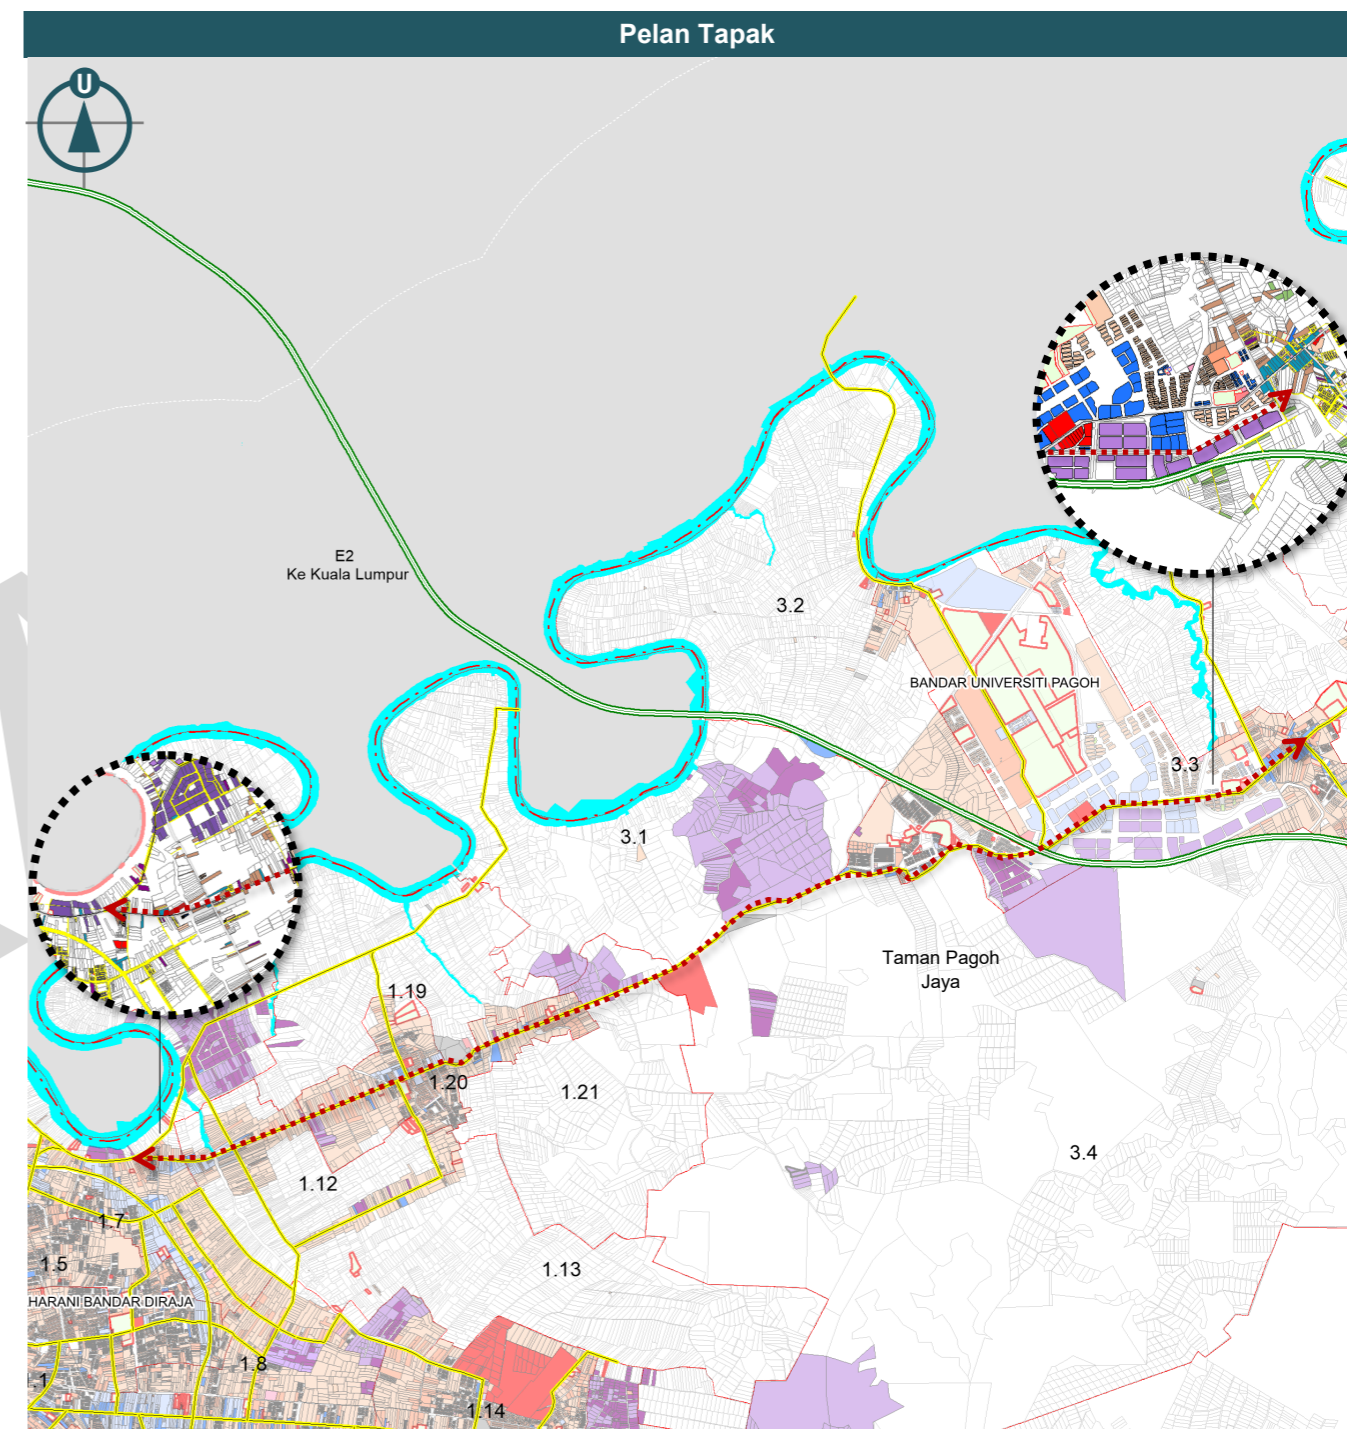 Pelan Tapak
U
E2
Ke Kuala Lumpur
3.2
BANDAR UNIVERSITI PAGOH
3.3
3.1
Taman Pagoh
Jaya
1.19
1.20
1.21
3.4
1.12
1.7
1.5
1.13
HARANI BANDAR DIRAJA
1.8
.1
1.14